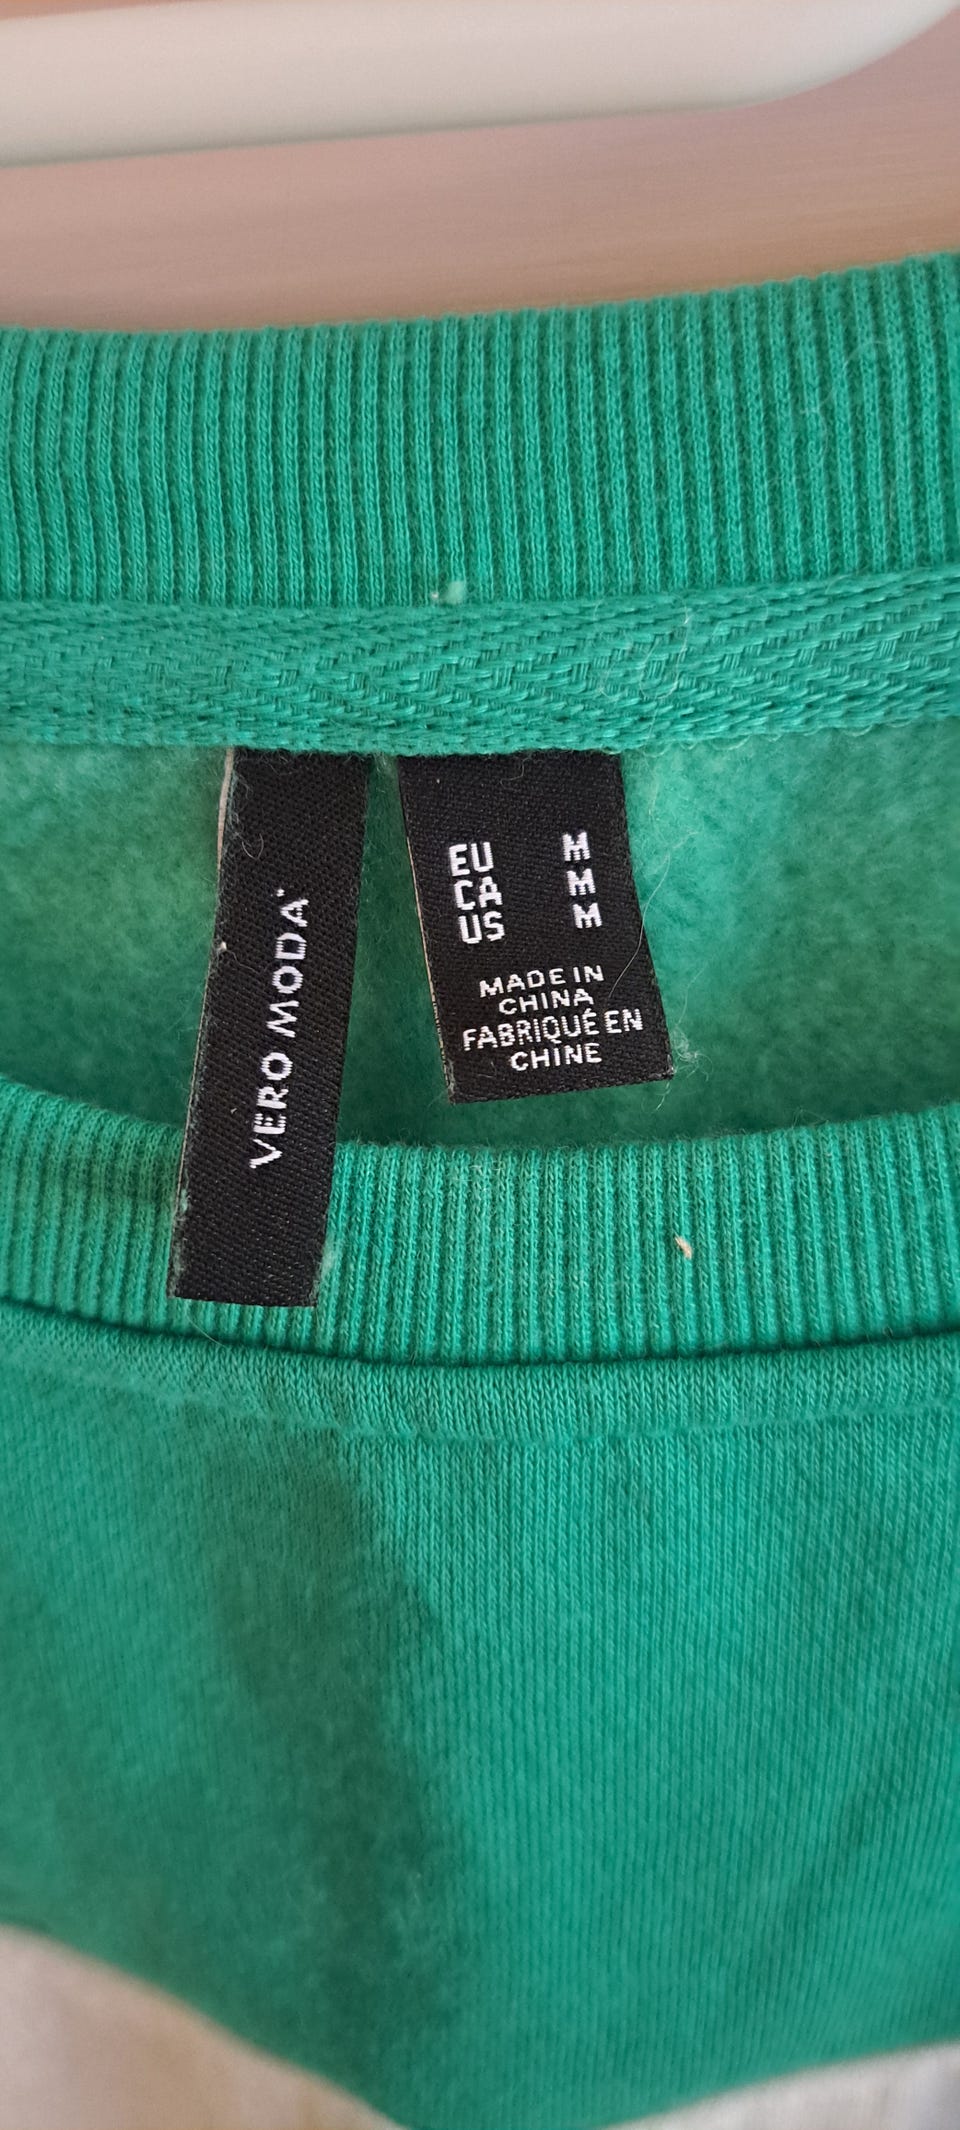 VERO MODA
EU M
CA M
US M
MADE IN
CHINA
FABRIQUÉ EN
CHINE